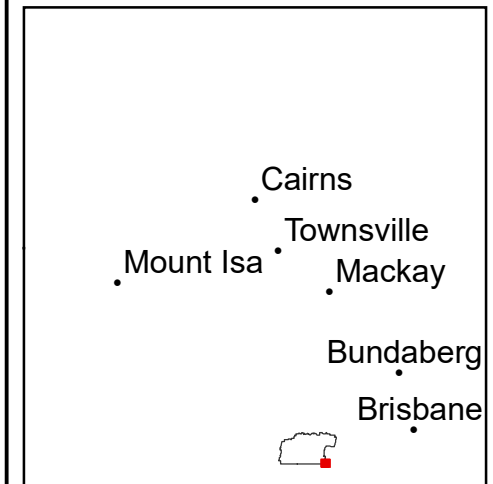 Cairns
Townsville
Mount Isa
Mackay
Bundaberg
Brisbane